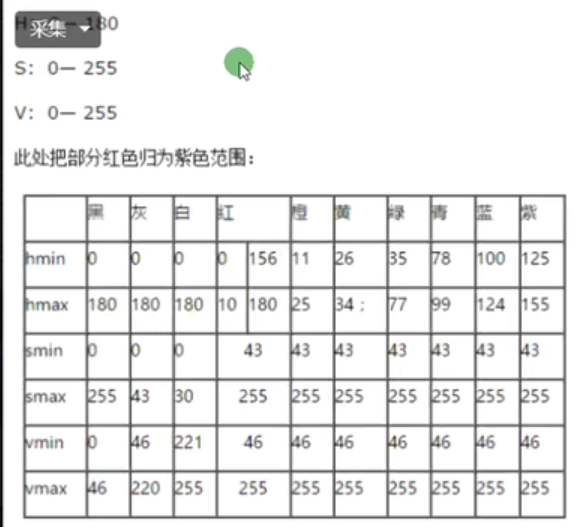 H: 0— 180
采集
S: 0— 255
V: 0— 255
此处把部分红色归为紫色范围：
黑 灰 白 红 橙 黄 绿 青 蓝 紫
hmin 0 0 0 0 156 11 26 35 78 100 125
hmax 180 180 180 10 180 25 34 : 77 99 124 155
smin 0 0 0 43 43 43 43 43 43 43
smax 255 43 30 255 255 255 255 255 255 255
vmin 0 46 221 46 46 46 46 46 46 46
vmax 46 220 255 255 255 255 255 255 255 255